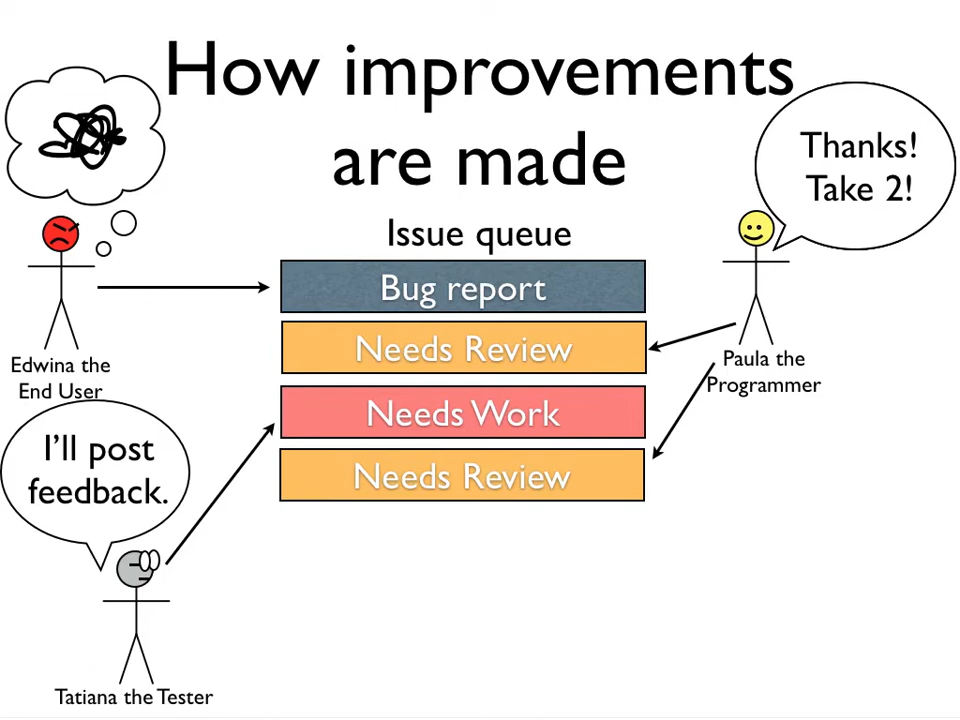 How improvements
are made
Thanks!
Take 2!
Issue queue
Bug report
Needs Review
Needs Work
Needs Review
Edwina the
End User
Paula the
Programmer
I'll post
feedback.
Tatiana the Tester